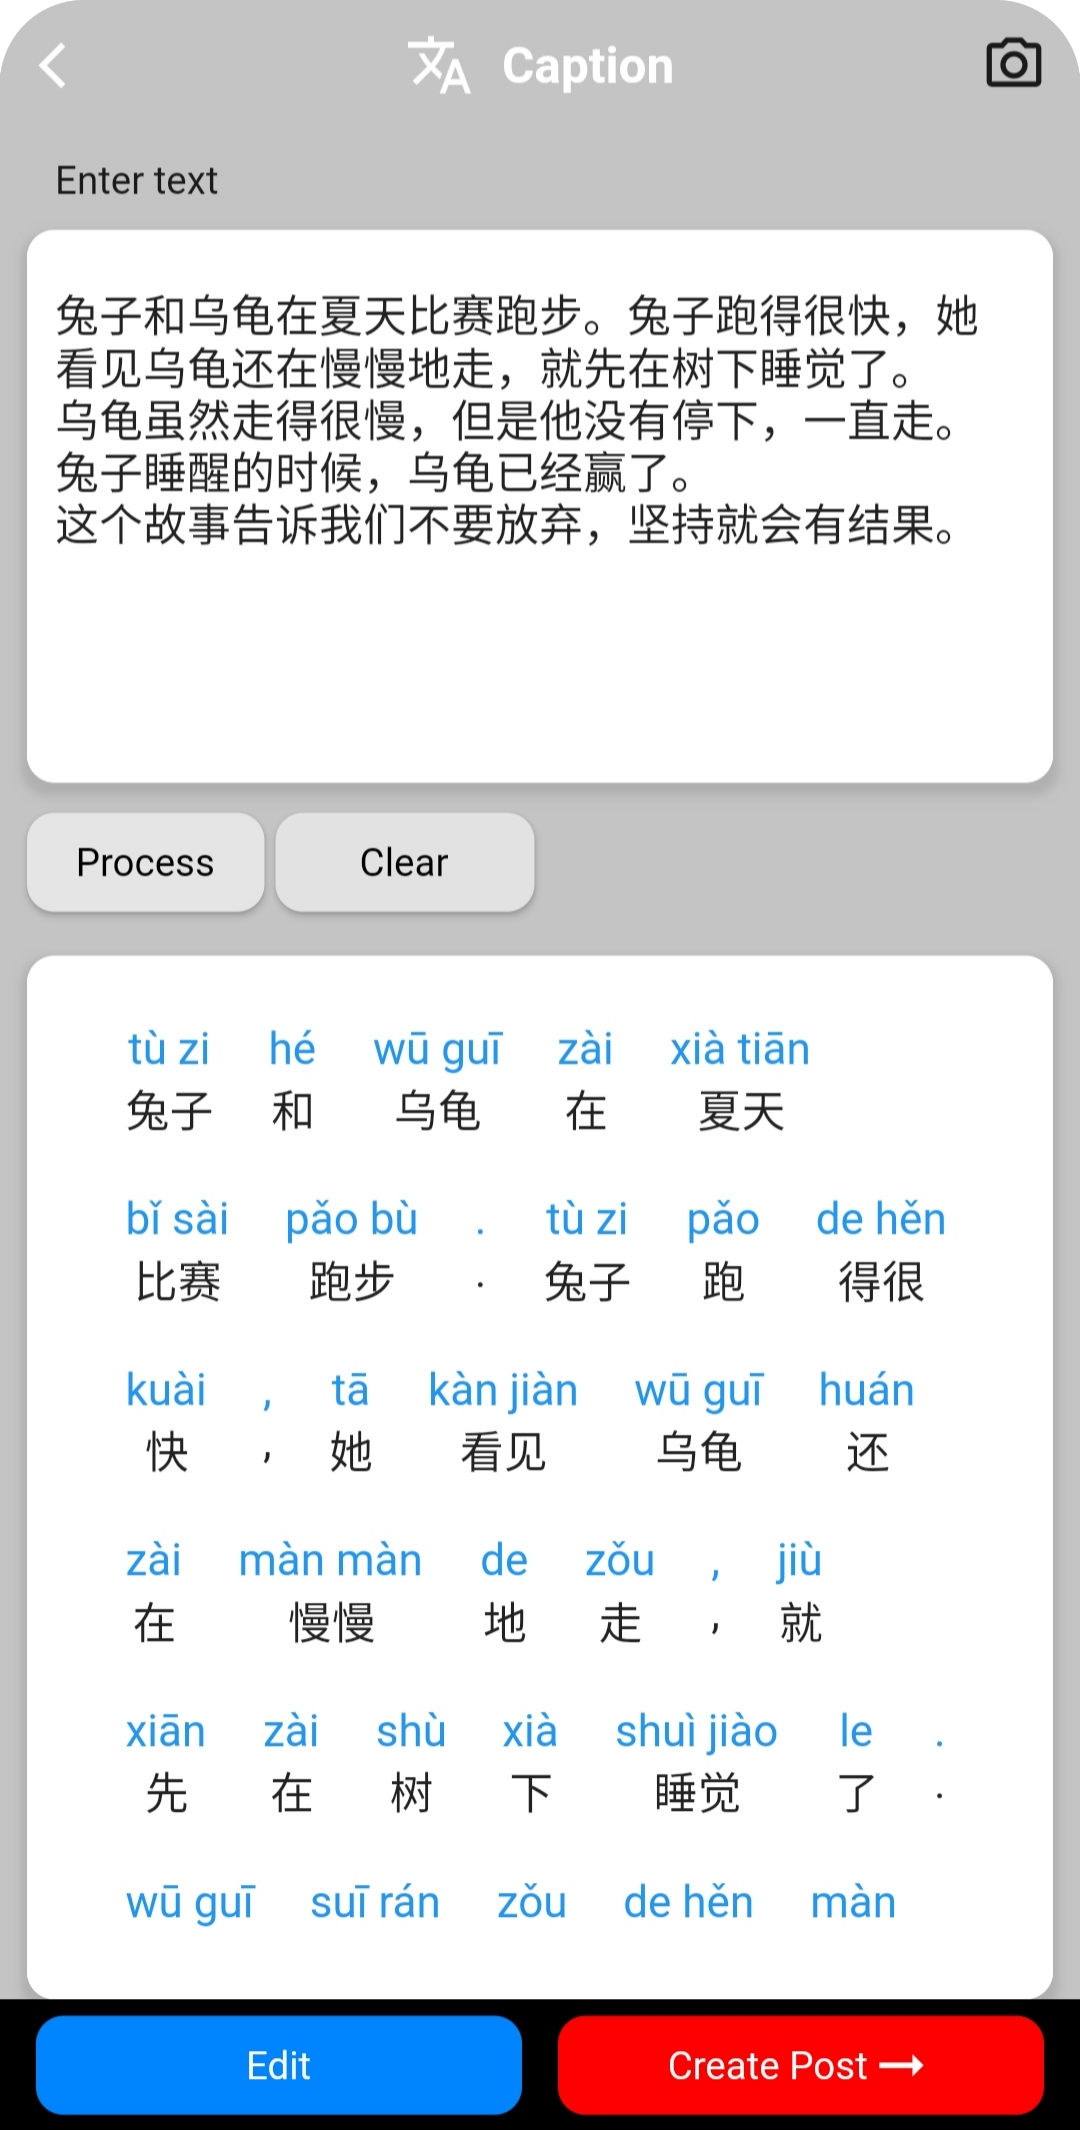 文A Caption
Enter text
兔子和乌龟在夏天比赛跑步。兔子跑得很快，她
看见乌龟还在慢慢地走，就先在树下睡觉了。
乌龟虽然走得很慢，但是他没有停下，一直走。
兔子睡醒的时候，乌龟已经赢了。
这个故事告诉我们不要放弃，坚持就会有结果。
Process Clear
tù zi hé wū guī zài xià tiān
兔子 和 乌龟 在 夏天
bǐ sài pǎo bù . tù zi pǎo de hěn
比赛 跑步 . 兔子 跑 得很
kuài , tā kàn jiàn wū guī huán
快 , 她 看见 乌龟 还
zài màn màn de zǒu , jiù
在 慢慢 地 走 , 就
xiān zài shù xià shuì jiào le .
先 在 树 下 睡觉 了 .
wū guī suī rán zǒu de hěn màn
Edit Create Post →